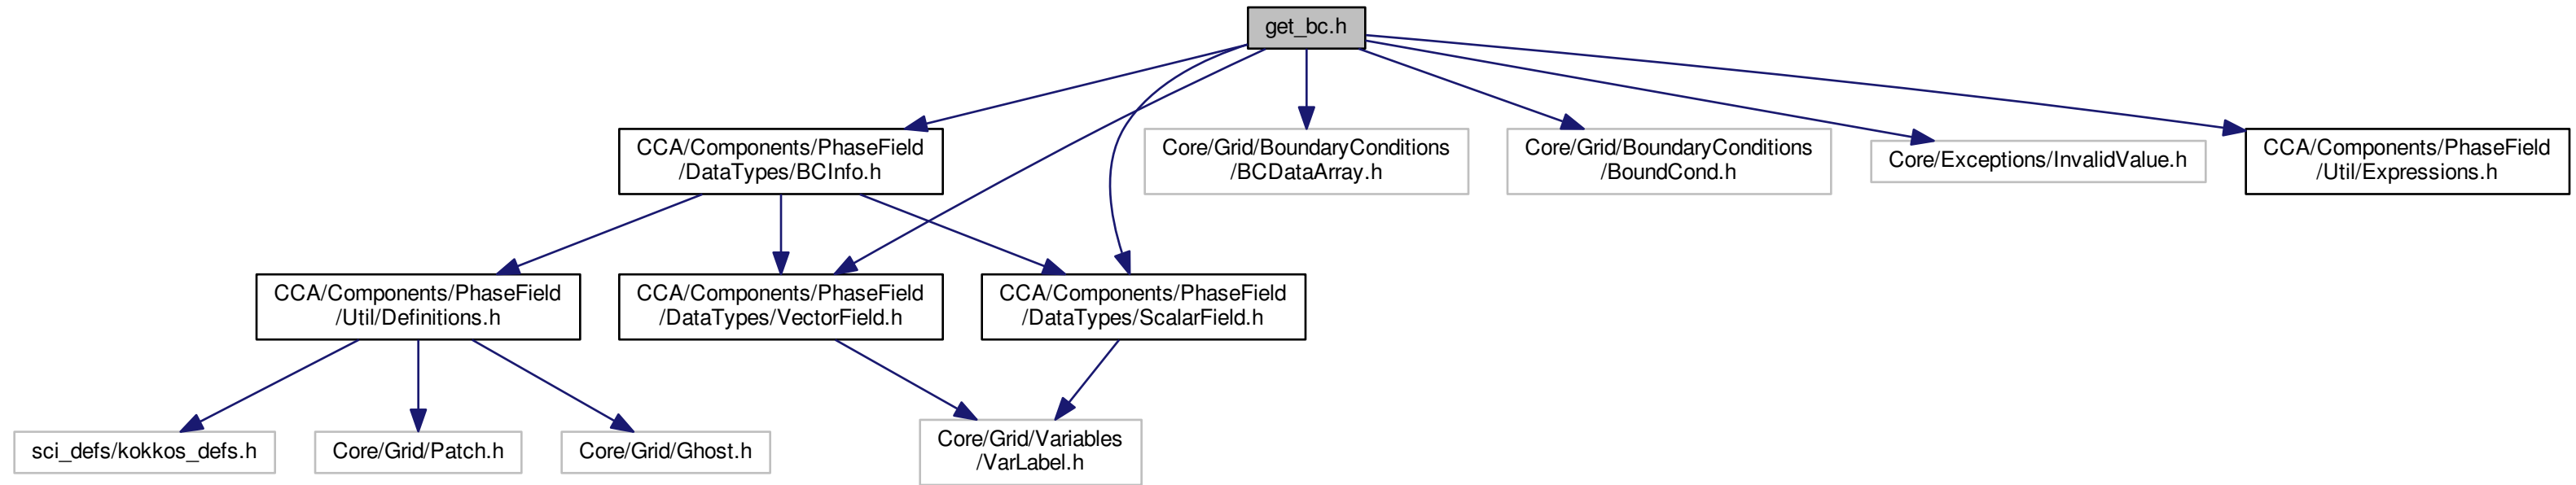 get_bc.h
CCA/Components/PhaseField
/DataTypes/BCInfo.h
Core/Grid/BoundaryConditions
/BCDataArray.h
Core/Grid/BoundaryConditions
/BoundCond.h
Core/Exceptions/InvalidValue.h
CCA/Components/PhaseField
/Util/Expressions.h
CCA/Components/PhaseField
/Util/Definitions.h
CCA/Components/PhaseField
/DataTypes/VectorField.h
CCA/Components/PhaseField
/DataTypes/ScalarField.h
sci_defs/kokkos_defs.h
Core/Grid/Patch.h
Core/Grid/Ghost.h
Core/Grid/Variables
/VarLabel.h